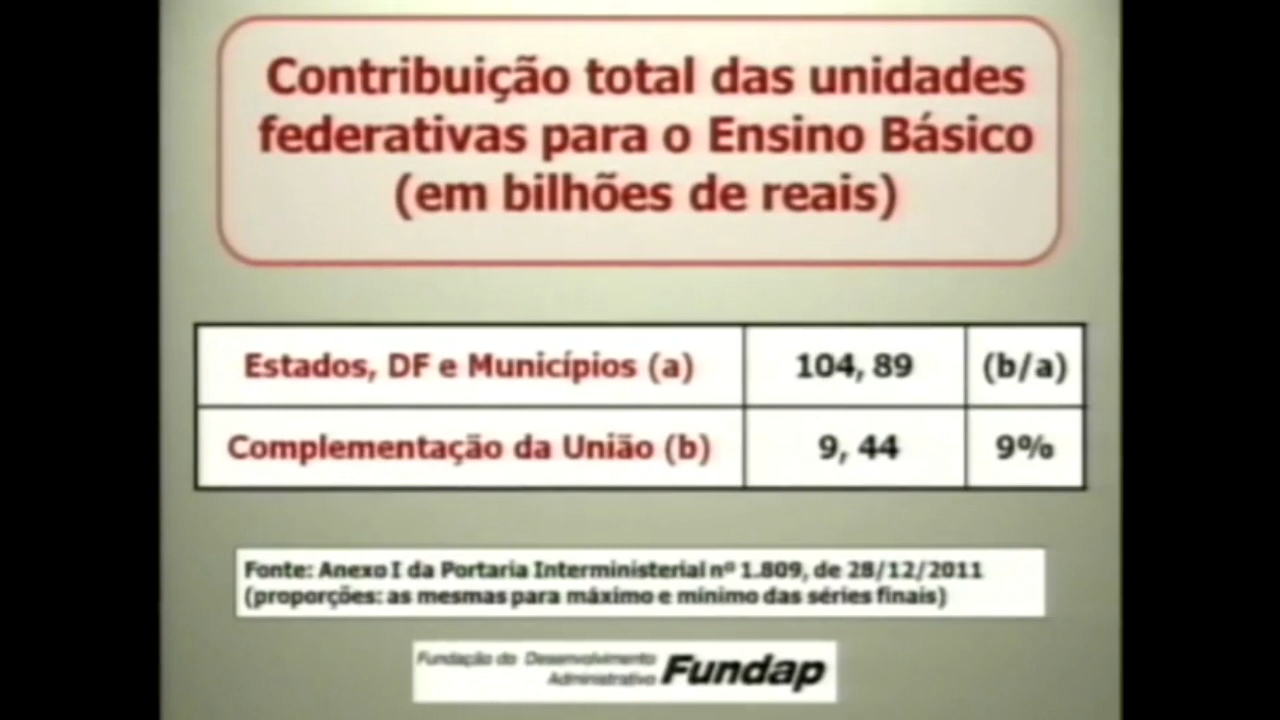 Contribuição total das unidades
federativas para o Ensino Básico
(em bilhões de reais)
Estados, DF e Municípios (a) 104, 89 (b/a)
Complementação da União (b) 9, 44 9%
Fonte: Anexo I da Portaria Interministerial nº 1.809, de 28/12/2011
(proporções: as mesmas para máximo e mínimo das séries finais)
Fundação do Desenvolvimento
Administrativo Fundap